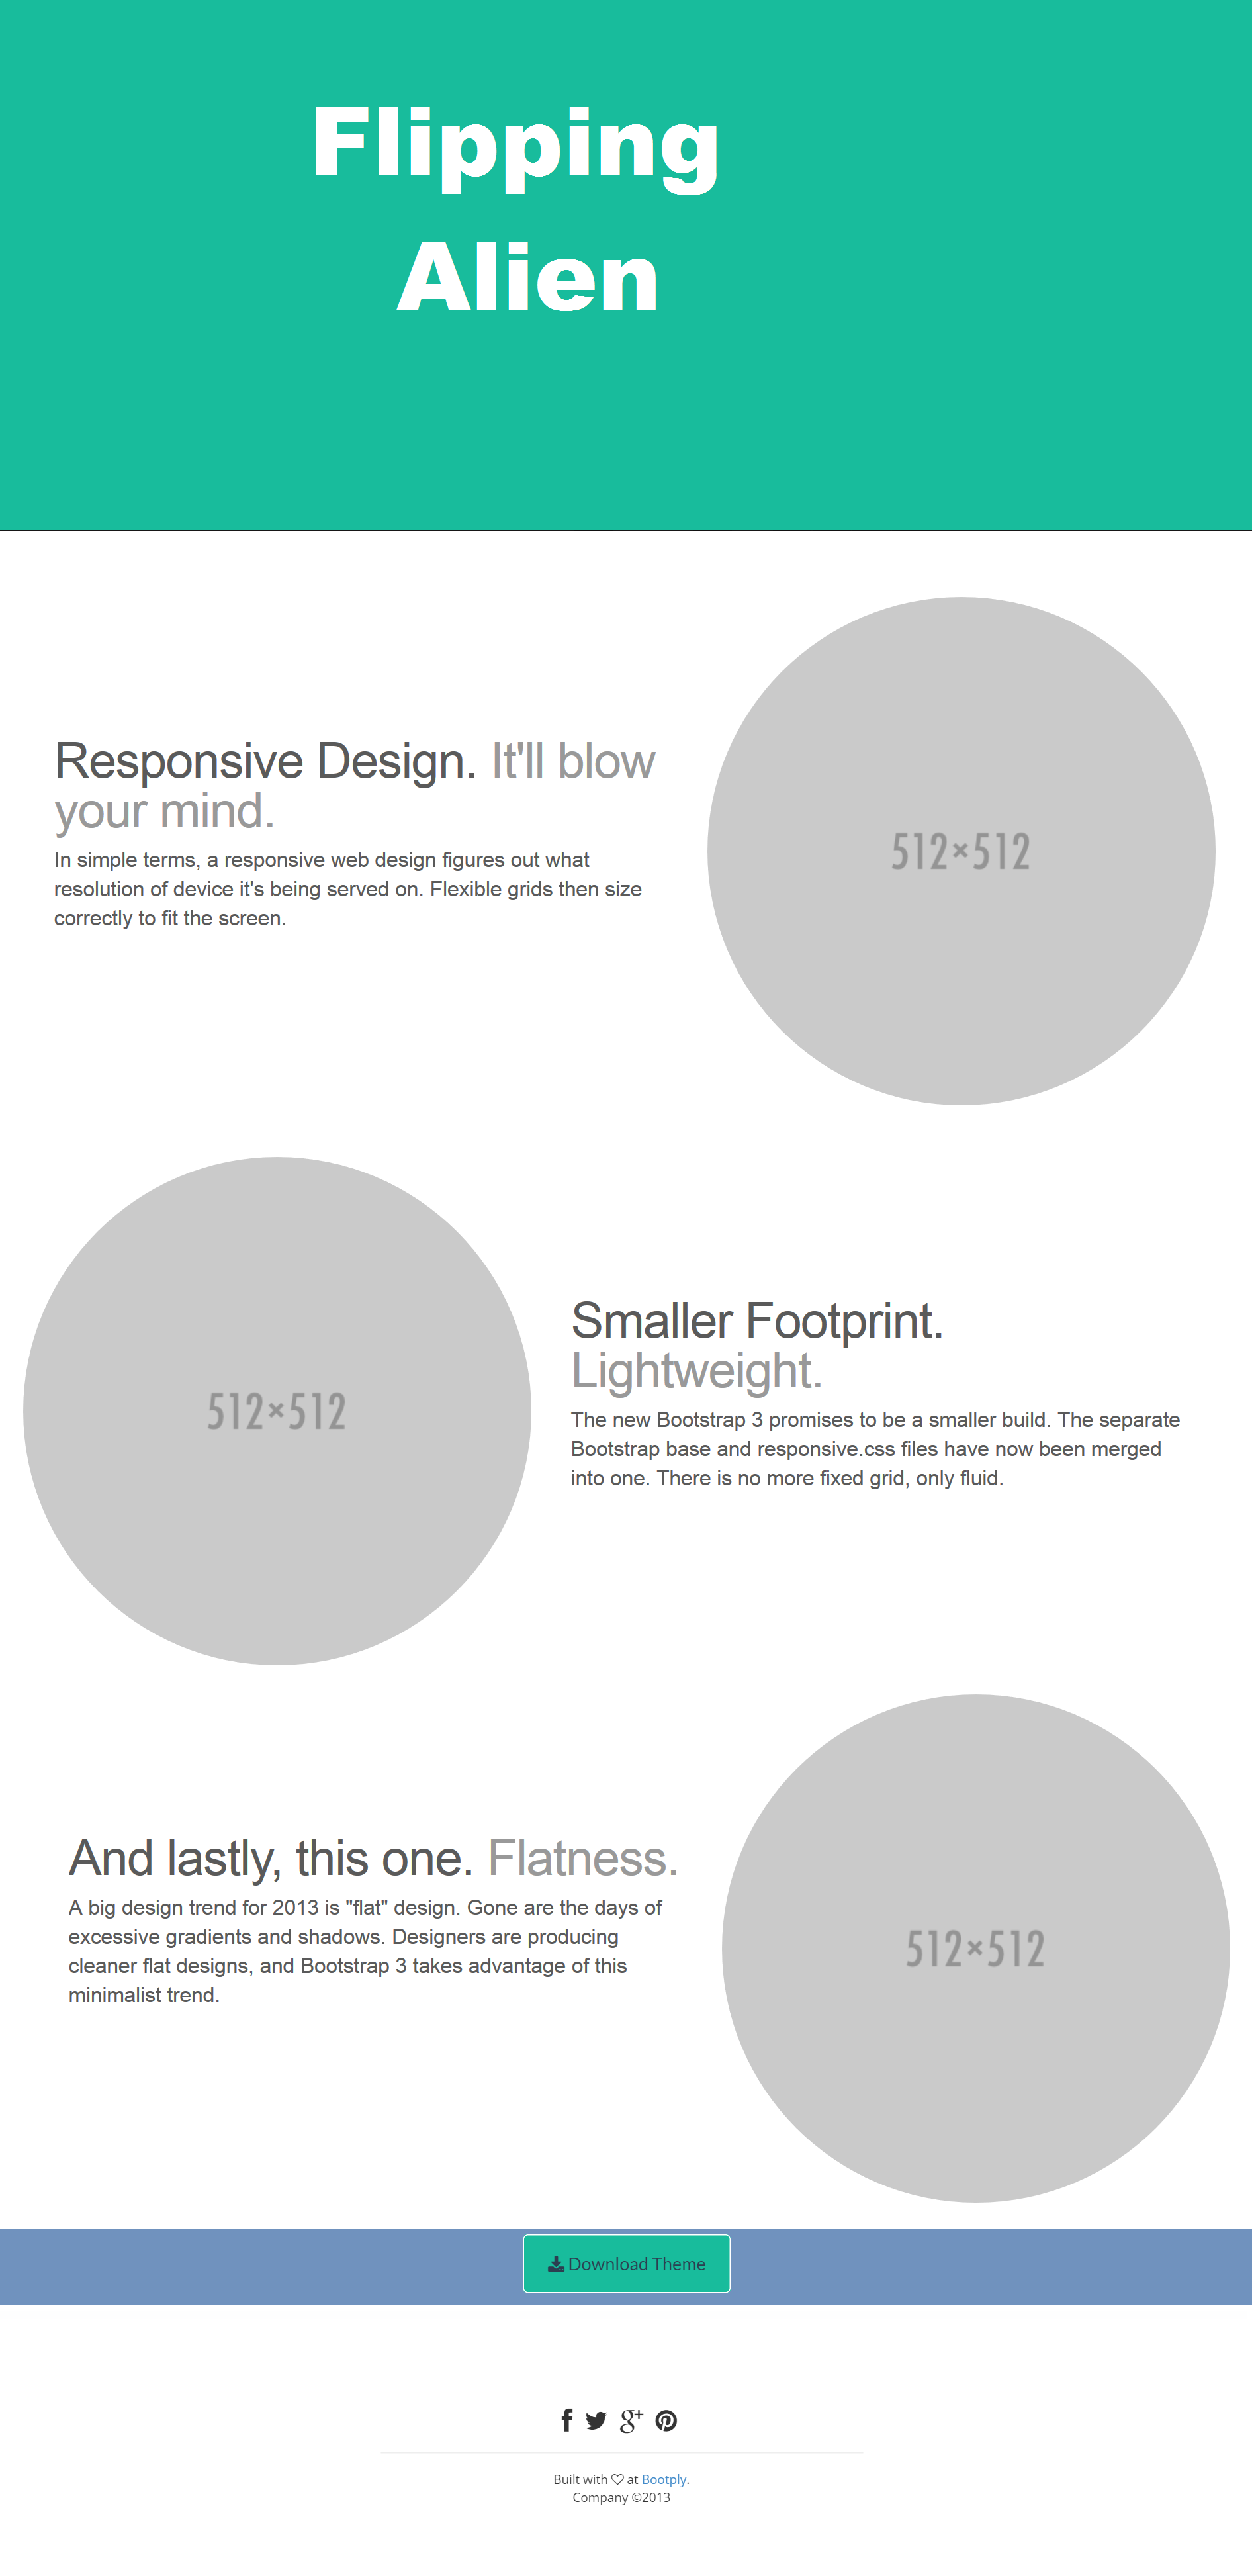 Flipping
Alien
Responsive Design. It'll blow
your mind.
In simple terms, a responsive web design figures out what
resolution of device it's being served on. Flexible grids then size
correctly to fit the screen.
512×512
512×512
Smaller Footprint.
Lightweight.
The new Bootstrap 3 promises to be a smaller build. The separate
Bootstrap base and responsive.css files have now been merged
into one. There is no more fixed grid, only fluid.
And lastly, this one. Flatness.
A big design trend for 2013 is "flat" design. Gone are the days of
excessive gradients and shadows. Designers are producing
cleaner flat designs, and Bootstrap 3 takes advantage of this
minimalist trend.
512×512
Download Theme
Built with ♡ at Bootply.
Company ©2013